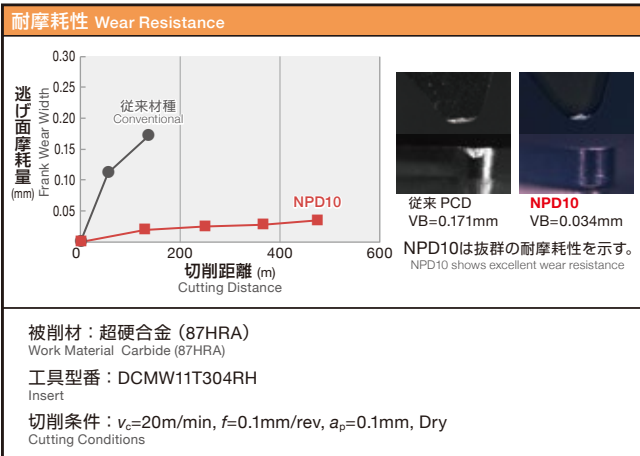 耐摩耗性 Wear Resistance
逃げ面摩耗量 (mm)
Frank Wear Width
0.30
0.25
0.20
0.15
0.10
0.05
0
200
400
600
従来材種
Conventional
NPD10
切削距離 (m)
Cutting Distance
従来 PCD
VB=0.171mm
NPD10
VB=0.034mm
NPD10は抜群の耐摩耗性を示す。
NPD10 shows excellent wear resistance
被削材：超硬合金（87HRA）
Work Material Carbide (87HRA)
工具型番：DCMW11T304RH
Insert
切削条件：vc=20m/min, f=0.1mm/rev, ap=0.1mm, Dry
Cutting Conditions